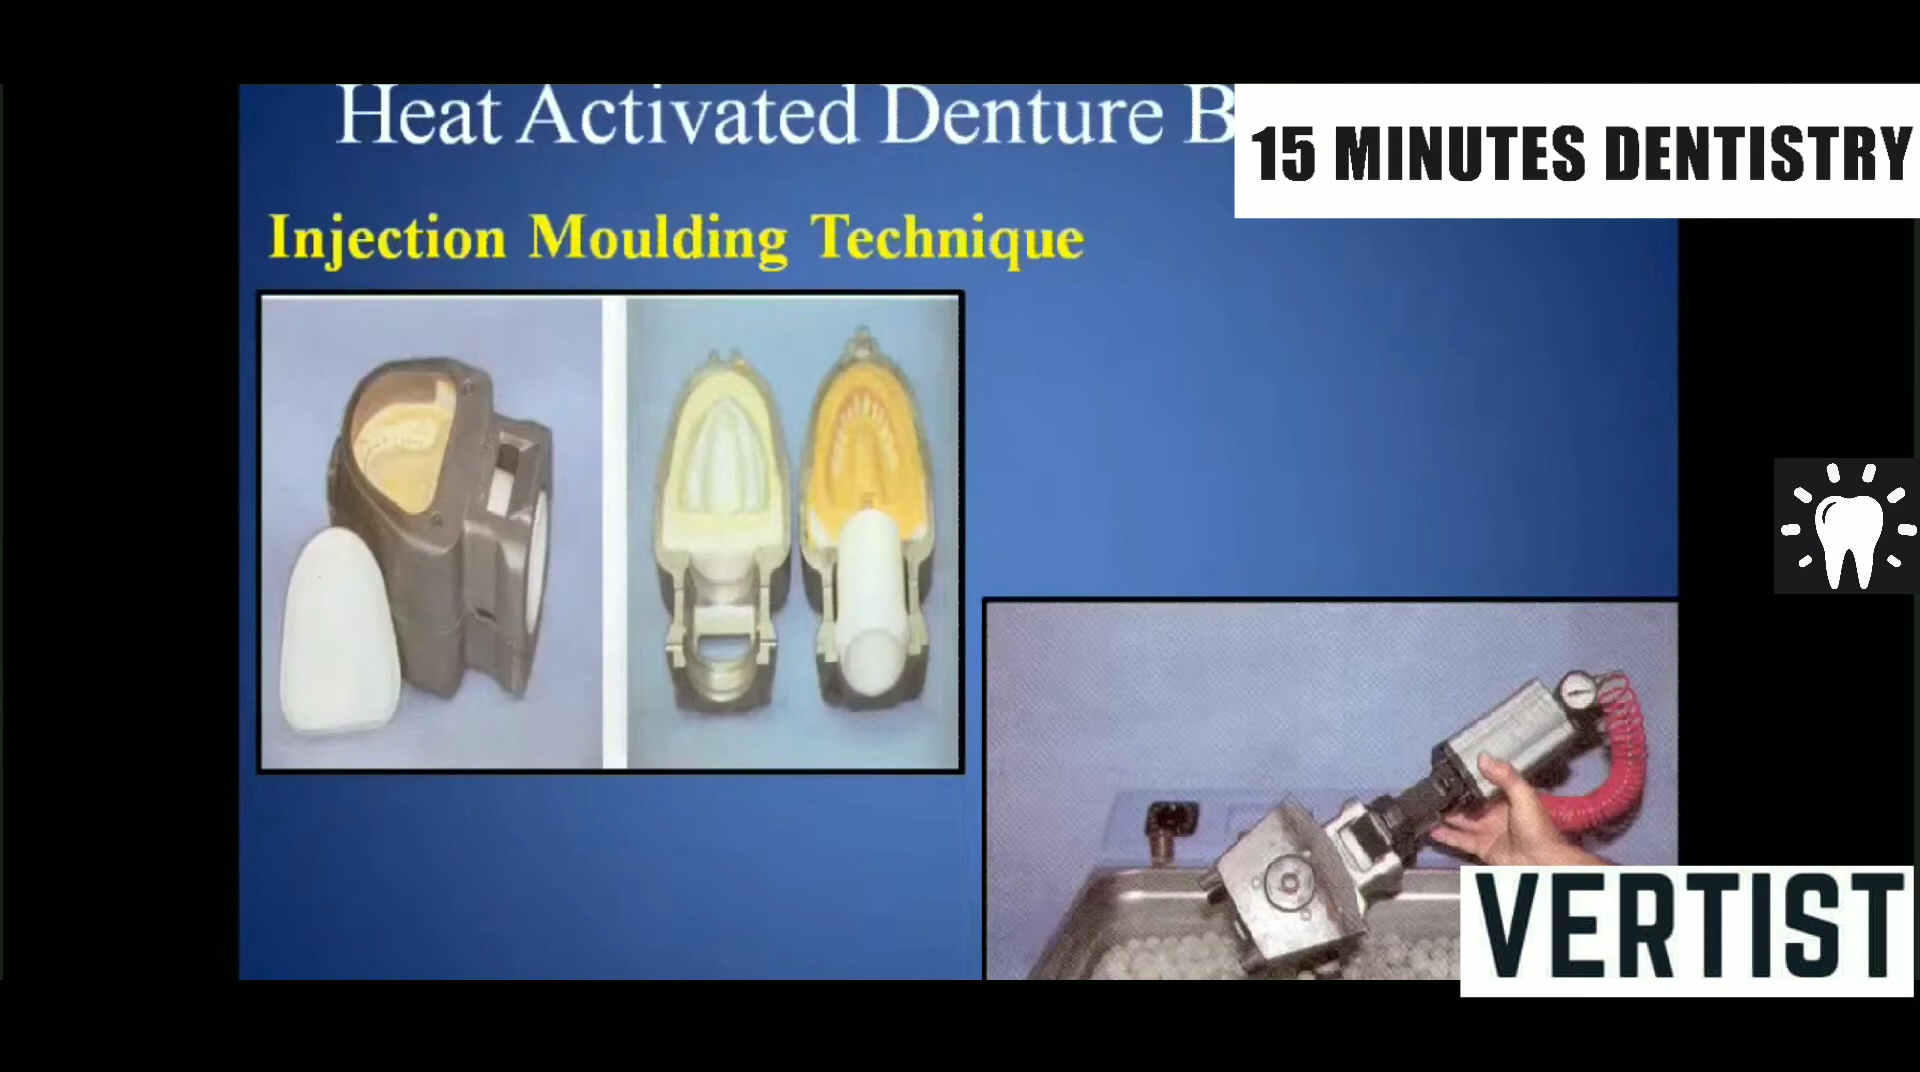 Heat Activated Denture B
15 MINUTES DENTISTRY
Injection Moulding Technique
VERTIST